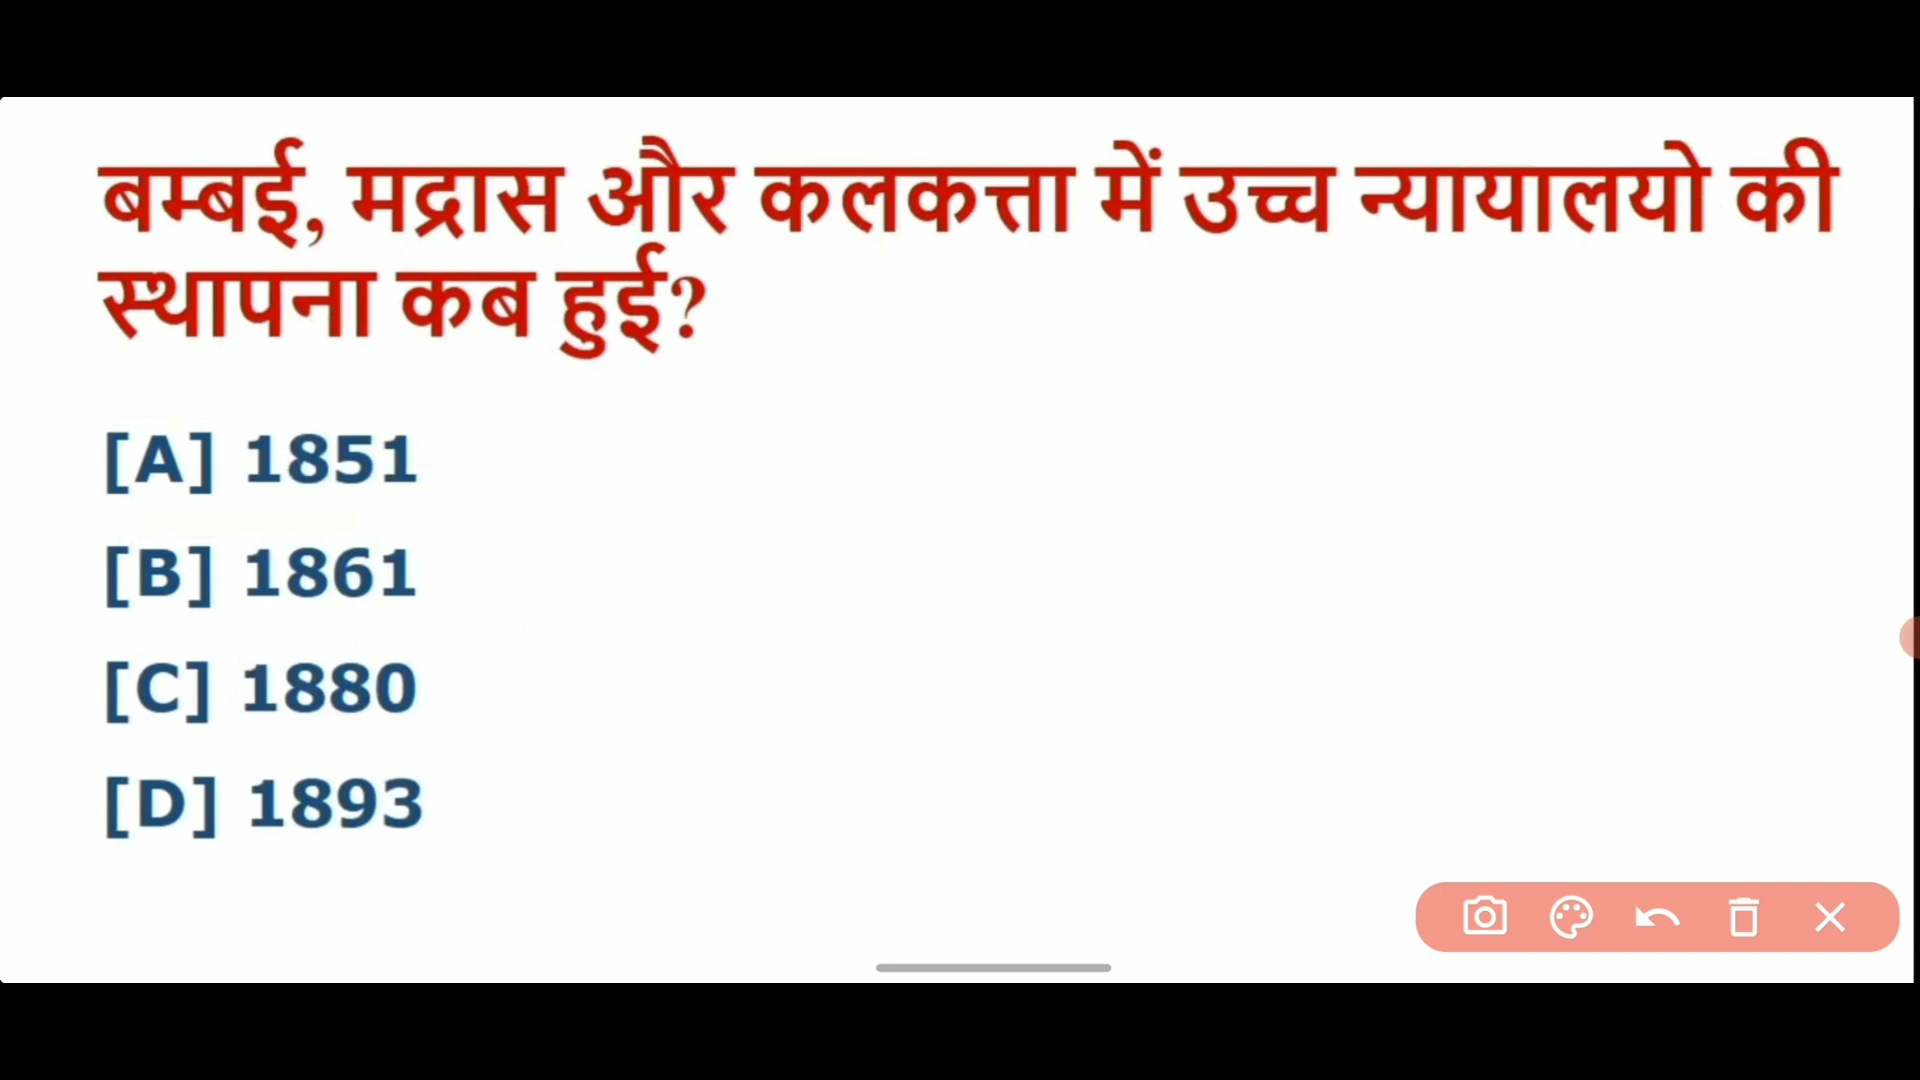 बम्बई, मद्रास और कलकत्ता में उच्च न्यायालयो की
स्थापना कब हुई?
[A] 1851
[B] 1861
[C] 1880
[D] 1893